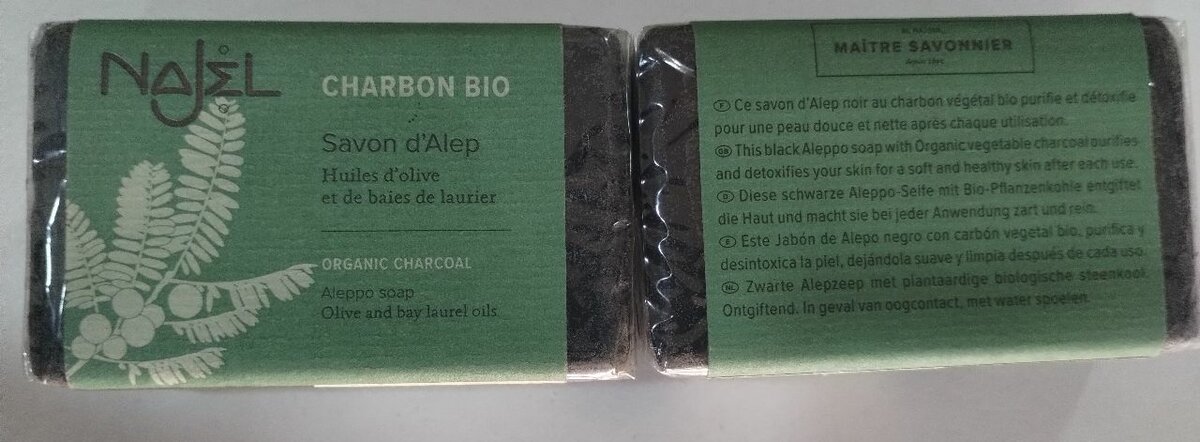 NAJEL
CHARBON BIO
Savon d'Alep
Huiles d'olive
et de baies de laurier
ORGANIC CHARCOAL
Aleppo soap
Olive and bay laurel oils
MAÎTRE SAVONNIER
depuis
F Ce savon d'Alep noir au charbon végétal bio purifie et détoxifie
pour une peau douce et nette après chaque utilisation.
GB This black Aleppo soap with Organic vegetable charcoal purifies
and detoxifies your skin for a soft and healthy skin after each use.
D Diese schwarze Aleppo-Seife mit Bio-Pflanzenkohle entgiftet
die Haut und macht sie bei jeder Anwendung zart und rein.
E Este Jabón de Alepo negro con carbón vegetal bio, purifica y
desintoxica la piel, dejándola suave y limpia después de cada uso.
NL Zwarte Alepzeep met plantaardige biologische steenkool.
Ontgiftend. In geval van oogcontact, met water spoelen.